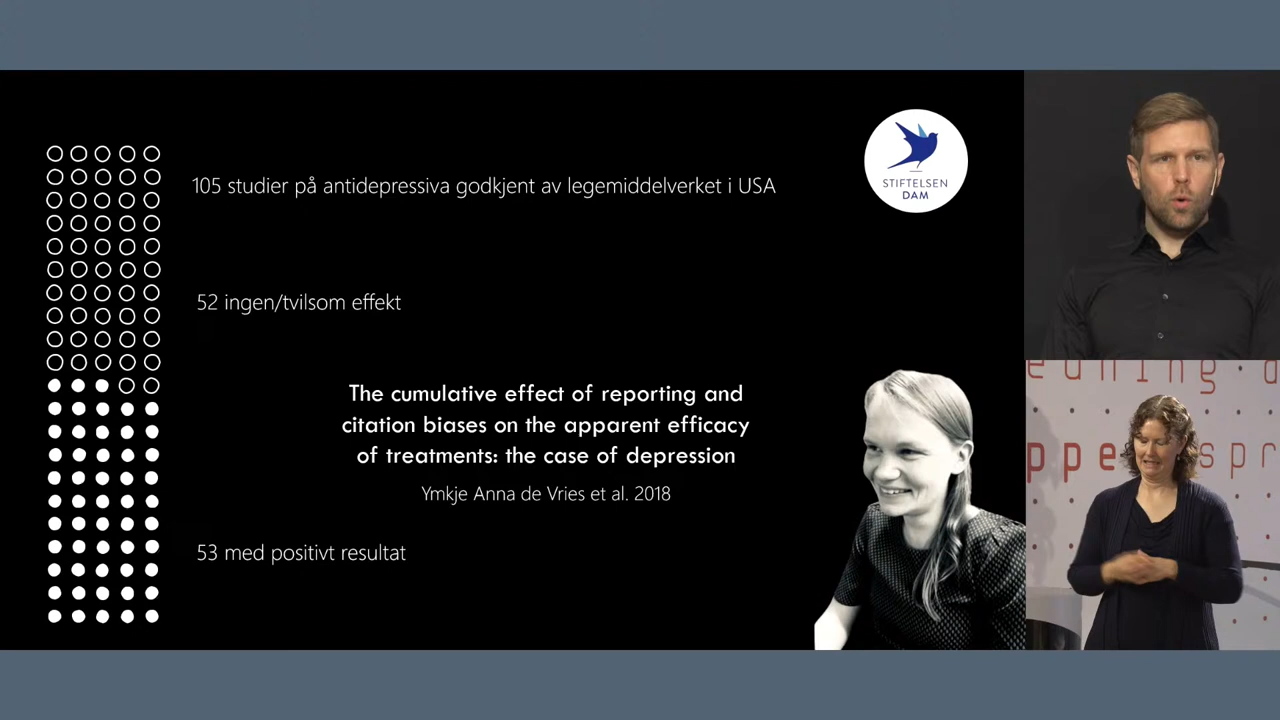 105 studier på antidepressiva godkjent av legemiddelverket i USA
STIFTELSEN
DAM
52 ingen/tvilsom effekt
The cumulative effect of reporting and
citation biases on the apparent efficacy
of treatments: the case of depression
Ymkje Anna de Vries et al. 2018
53 med positivt resultat